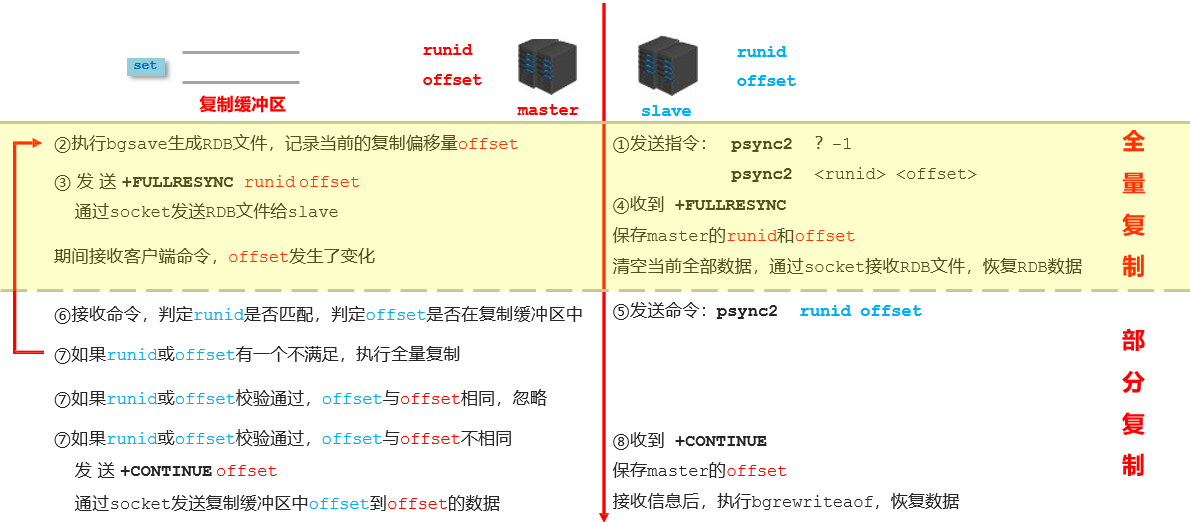 set
复制缓冲区
runid
offset
master
runid
offset
slave
②执行bgsave生成RDB文件，记录当前的复制偏移量offset
③ 发 送 +FULLRESYNC runid offset
通过socket发送RDB文件给slave
期间接收客户端命令，offset发生了变化
①发送指令： psync2 ? -1
psync2 <runid> <offset>
④收到 +FULLRESYNC
保存master的runid和offset
清空当前全部数据，通过socket接收RDB文件，恢复RDB数据
全
量
复
制
⑥接收命令，判定runid是否匹配，判定offset是否在复制缓冲区中
⑦如果runid或offset有一个不满足，执行全量复制
⑦如果runid或offset校验通过，offset与offset相同，忽略
⑦如果runid或offset校验通过，offset与offset不相同
发 送 +CONTINUE offset
通过socket发送复制缓冲区中offset到offset的数据
⑤发送命令：psync2 runid offset
⑧收到 +CONTINUE
保存master的offset
接收信息后，执行bgrewriteaof，恢复数据
部
分
复
制